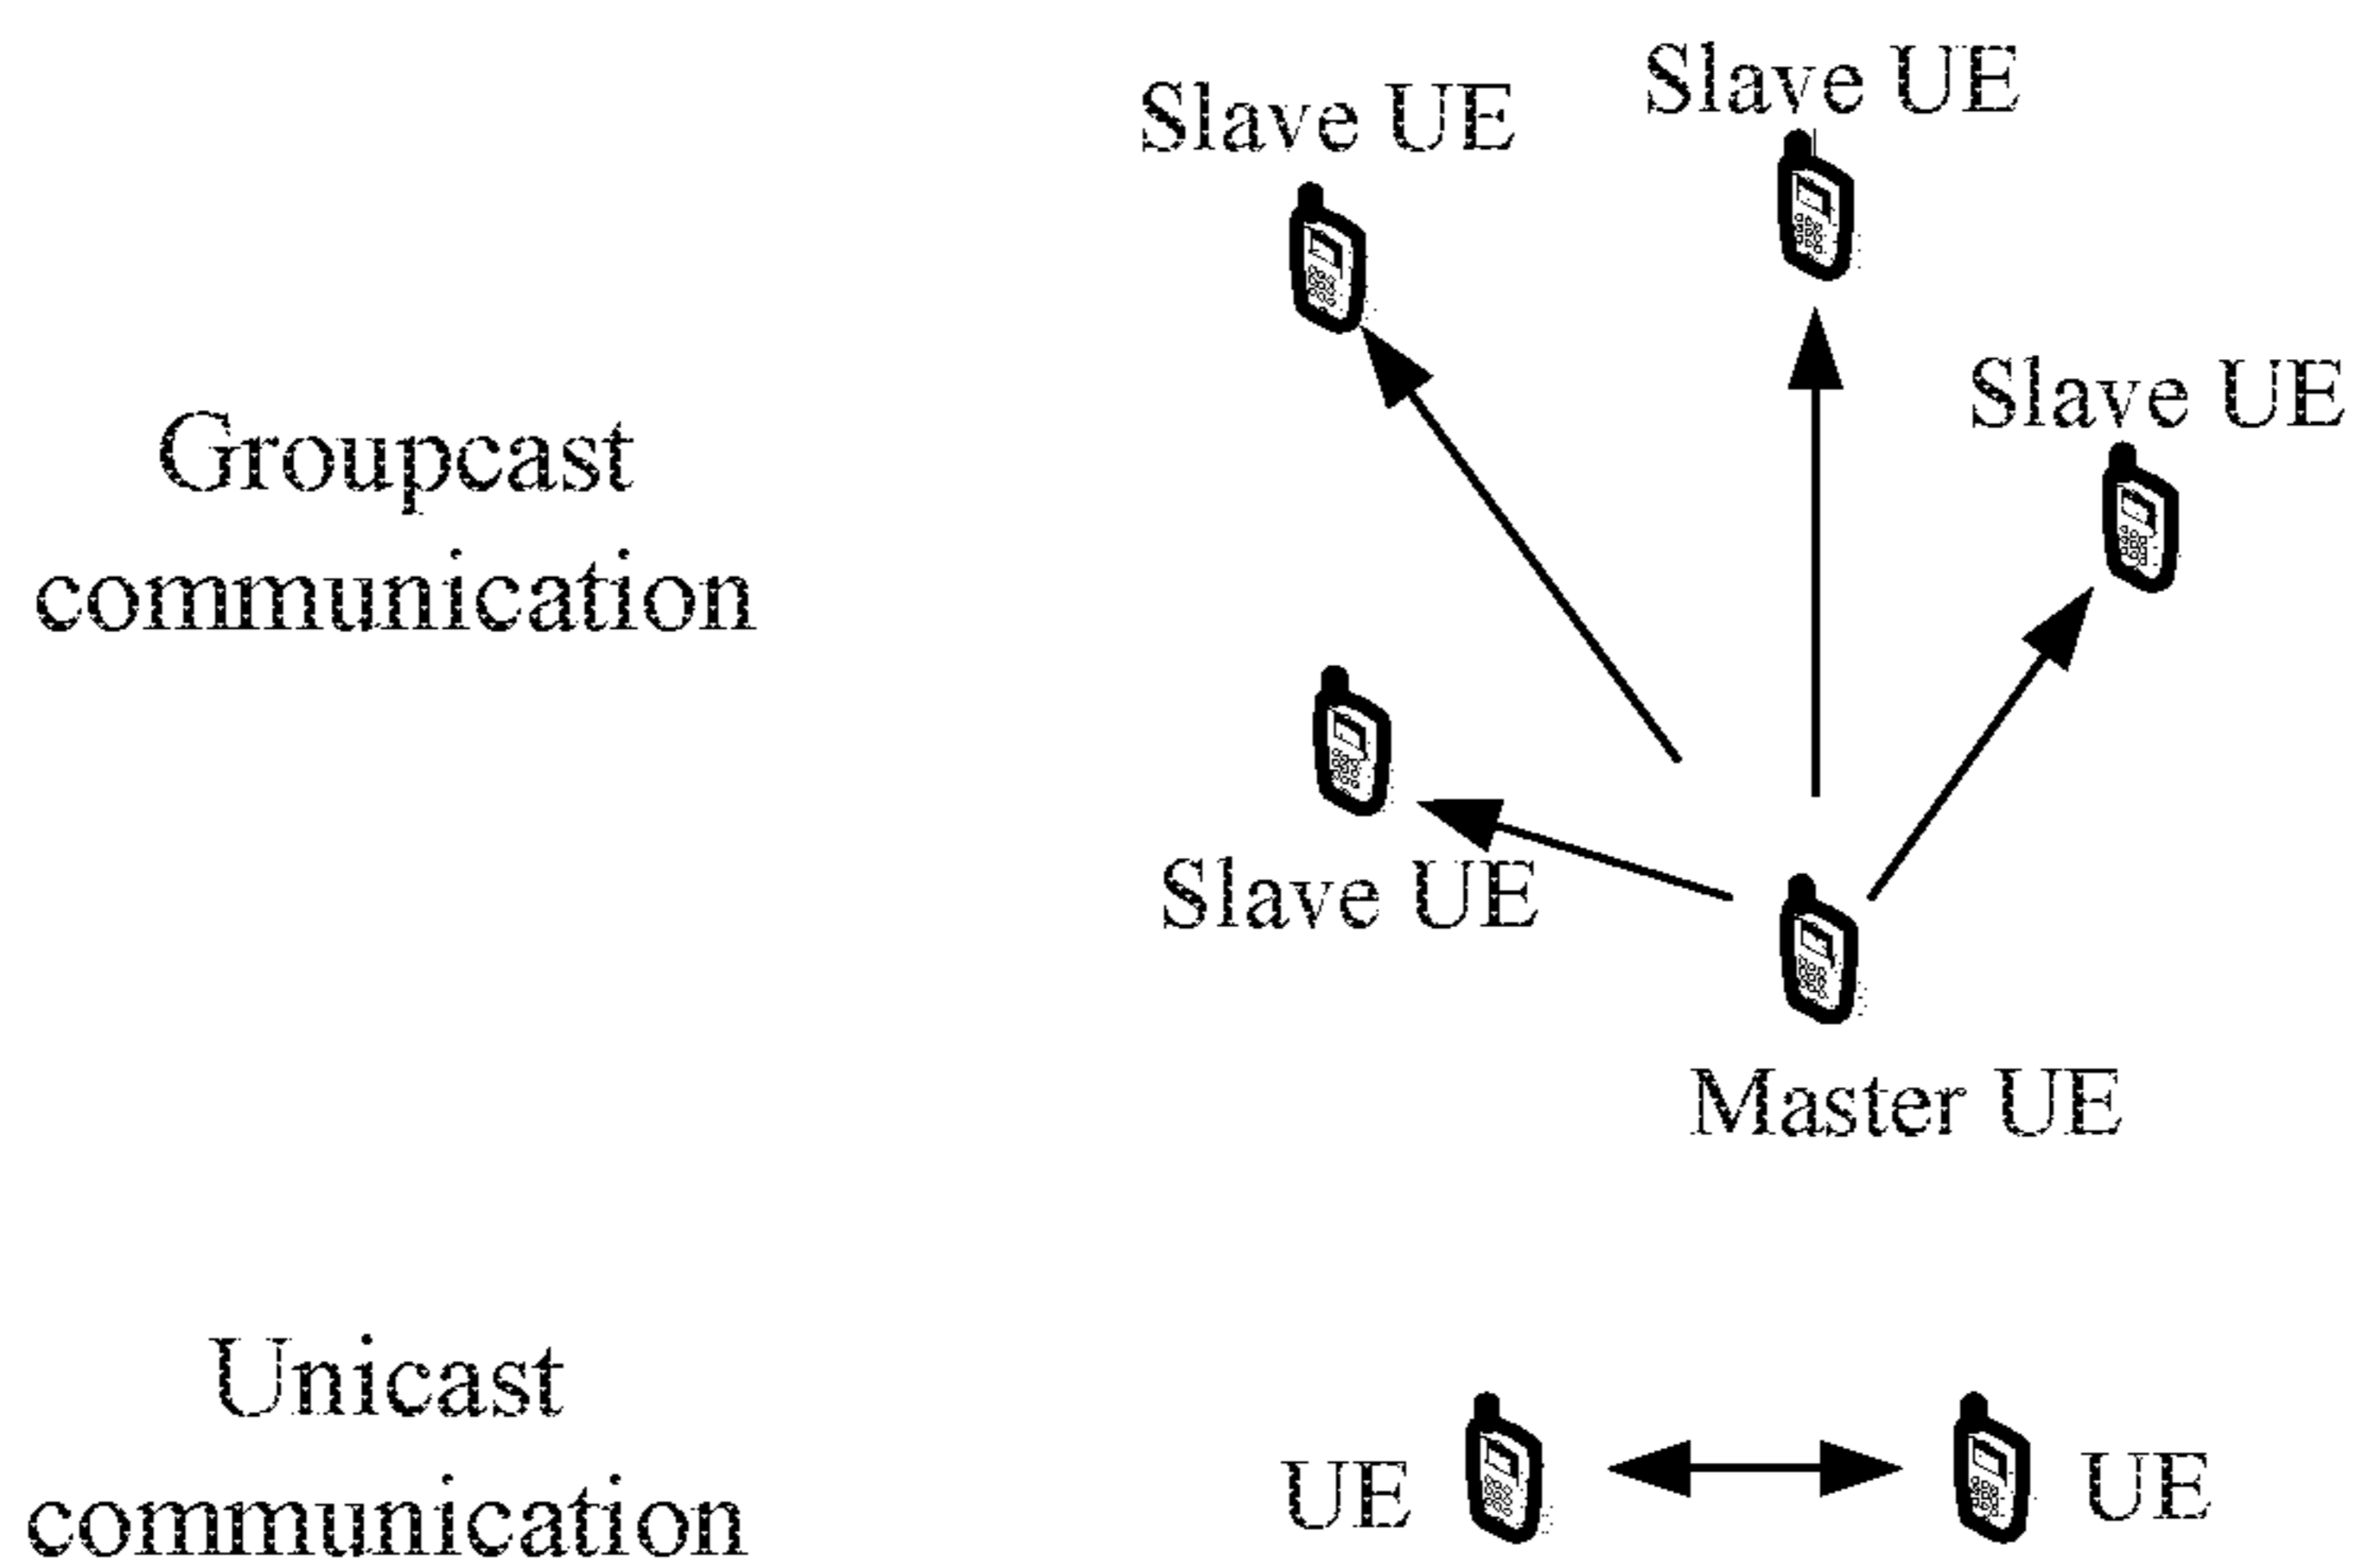 Slave UE
Slave UE
Slave UE
Groupcast
communication
Slave UE
Master UE
Unicast
communication
UE
UE